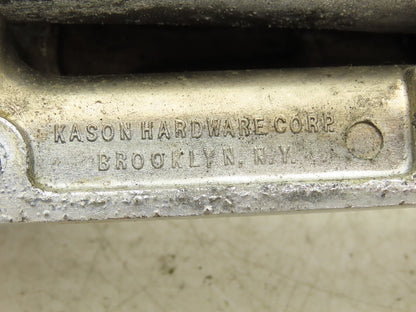 KASON HARDWARE CORP.
BROOKLYN, N.Y.